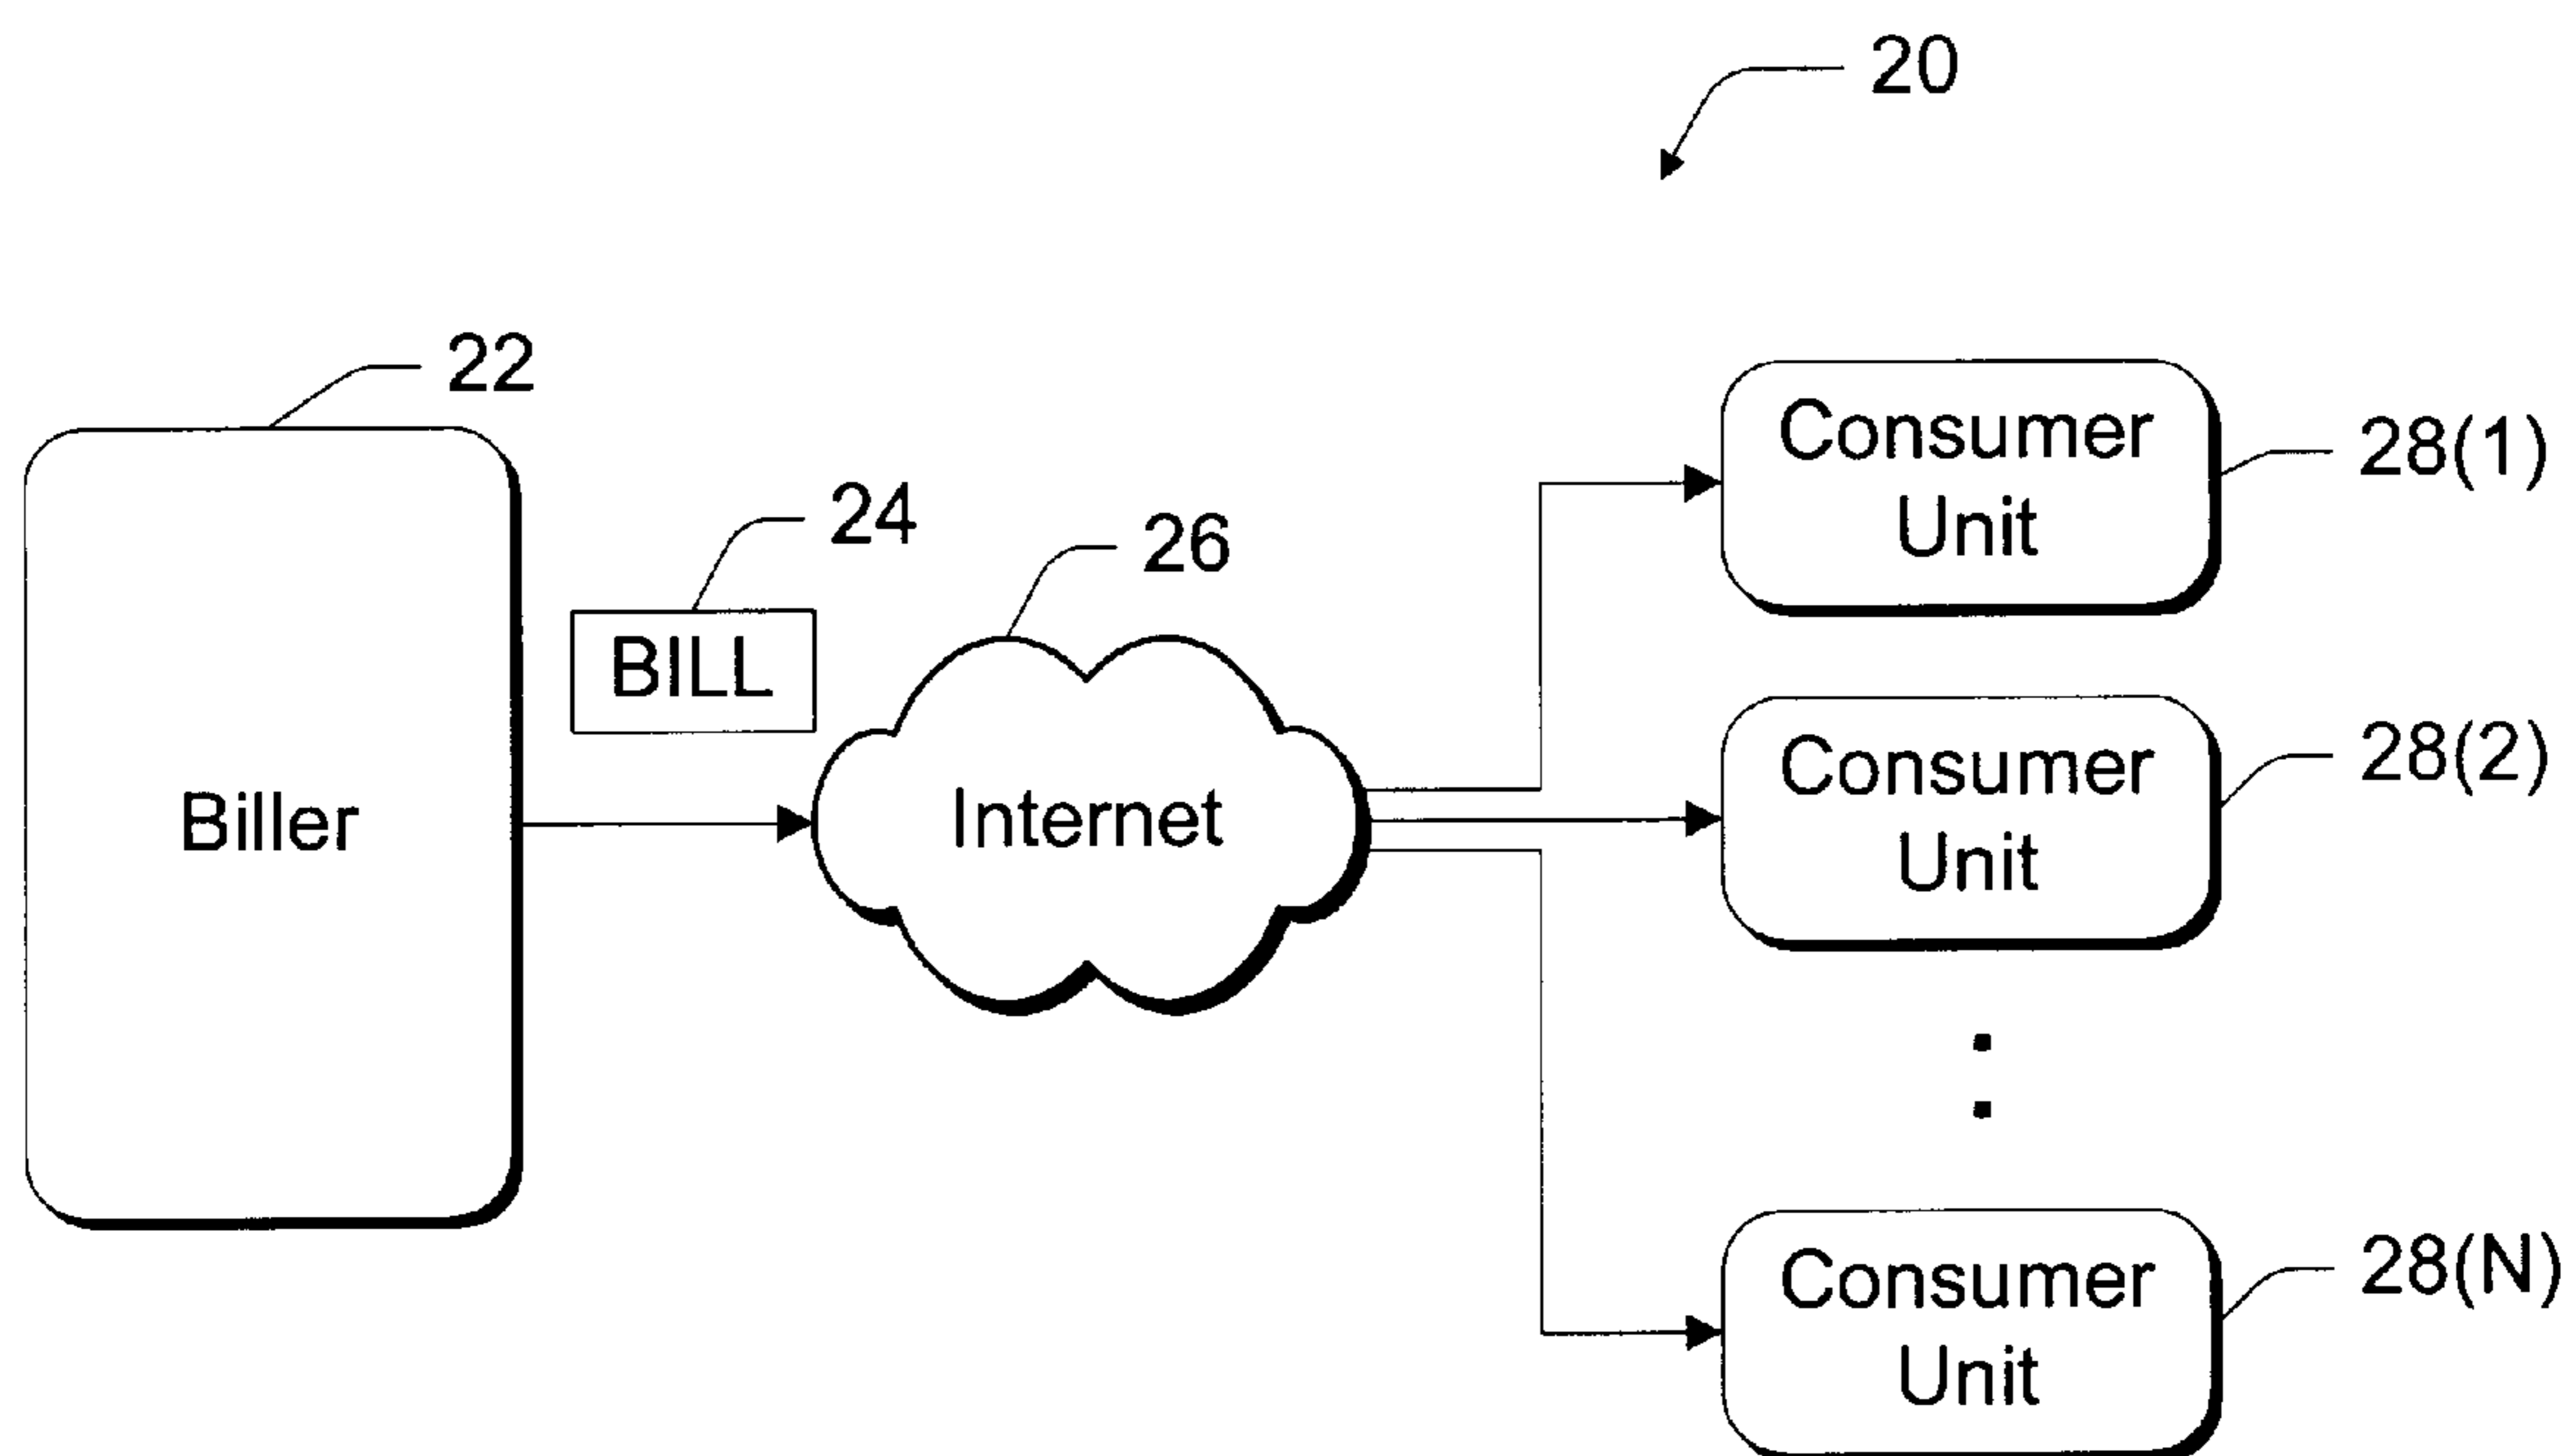 20
22
24
BILL
26
Biller
Internet
Consumer
Unit
28(1)
Consumer
Unit
28(2)
Consumer
Unit
28(N)